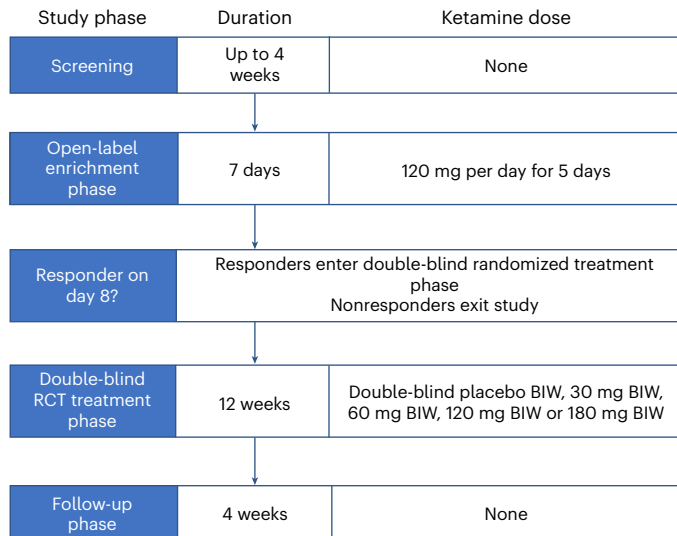 Study phase
Duration
Ketamine dose
Screening
Up to 4
weeks
None
Open-label
enrichment
phase
7 days
120 mg per day for 5 days
Responder on
day 8?
Responders enter double-blind randomized treatment
phase
Nonresponders exit study
Double-blind
RCT treatment
phase
12 weeks
Double-blind placebo BIW, 30 mg BIW,
60 mg BIW, 120 mg BIW or 180 mg BIW
Follow-up
phase
4 weeks
None